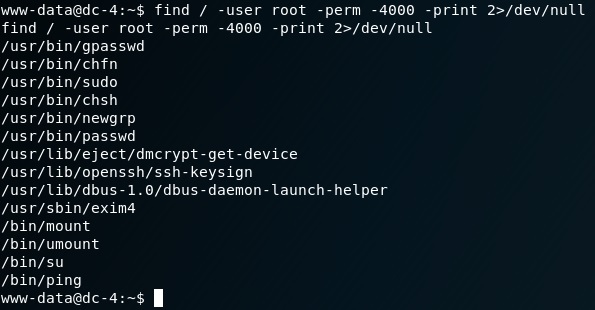 www-data@dc-4:~$ find / -user root -perm -4000 -print 2>/dev/null
find / -user root -perm -4000 -print 2>/dev/null
/usr/bin/gpasswd
/usr/bin/chfn
/usr/bin/sudo
/usr/bin/chsh
/usr/bin/newgrp
/usr/bin/passwd
/usr/lib/eject/dmcrypt-get-device
/usr/lib/openssh/ssh-keysign
/usr/lib/dbus-1.0/dbus-daemon-launch-helper
/usr/sbin/exim4
/bin/mount
/bin/umount
/bin/su
/bin/ping
www-data@dc-4:~$